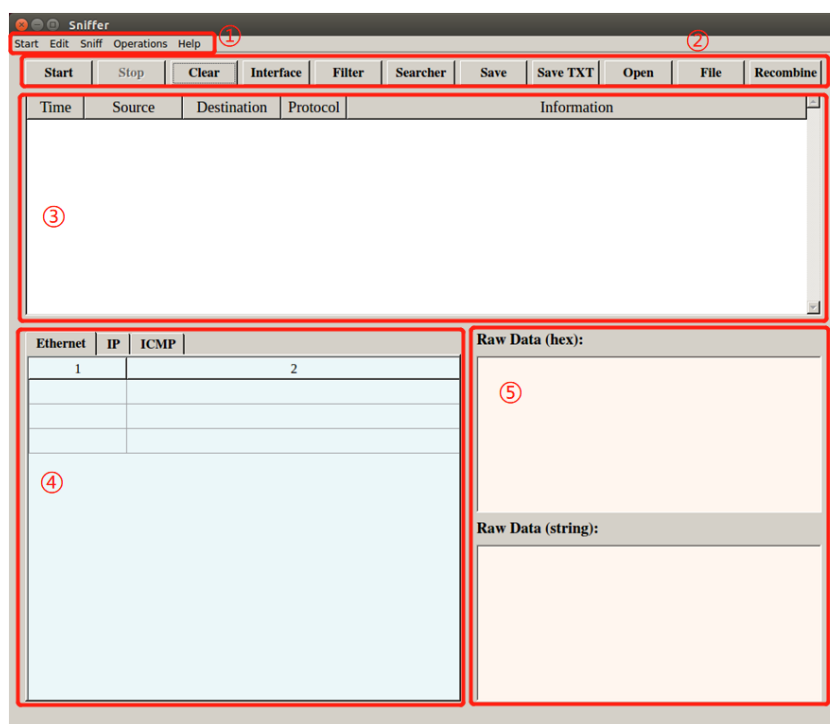 Sniffer
Start Edit Sniff Operations Help ①
②
Start Stop Clear Interface Filter Searcher Save Save TXT Open File Recombine
Time Source Destination Protocol Information
③
Ethernet IP ICMP
1 2
④
Raw Data (hex):
⑤
Raw Data (string):